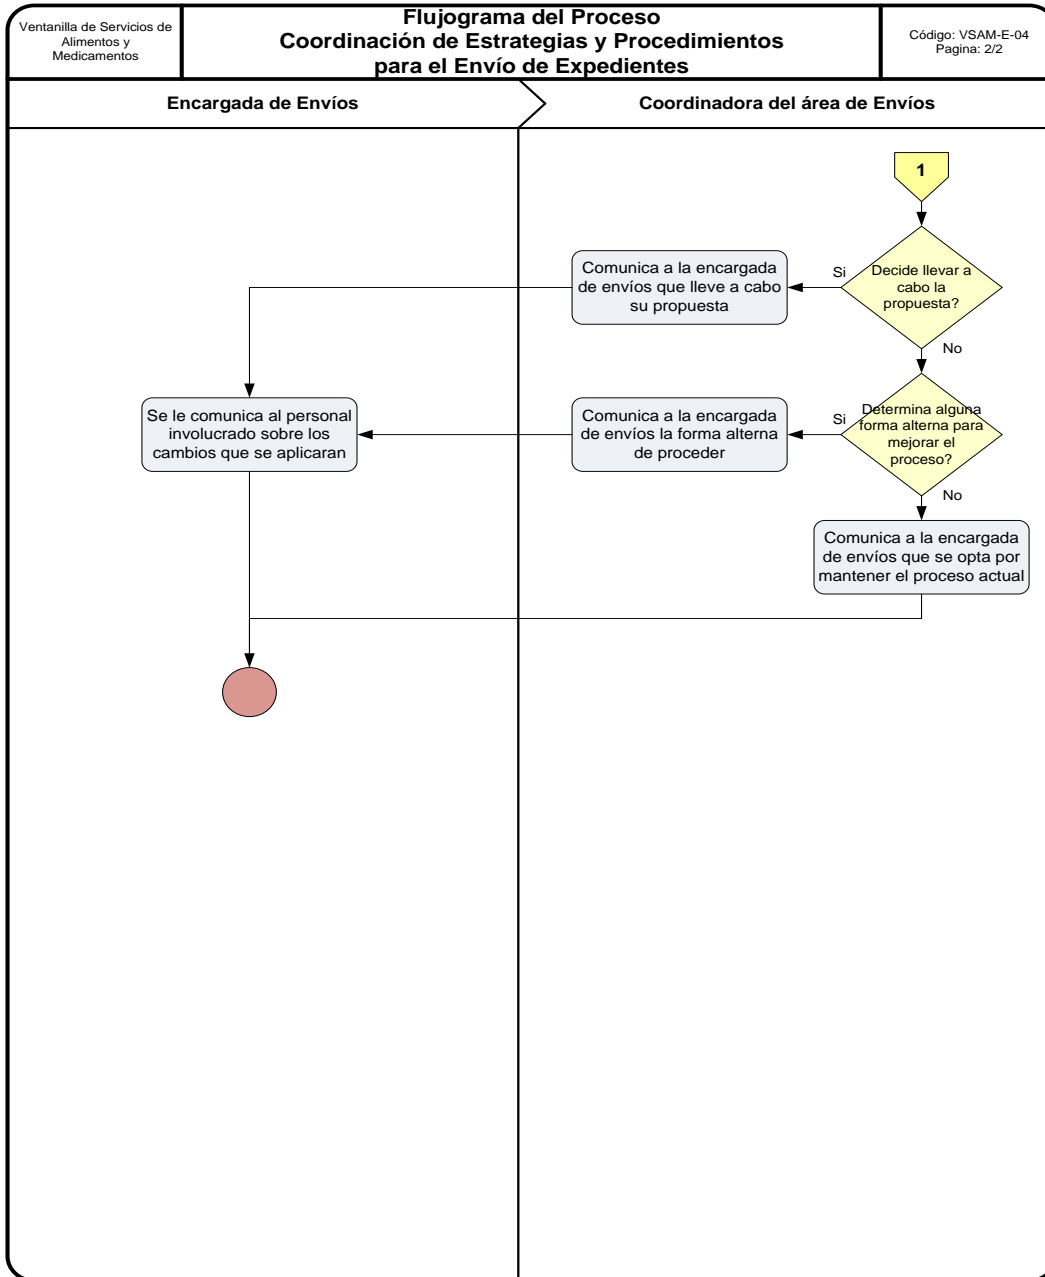 Ventanilla de Servicios de
Alimentos y
Medicamentos
Flujograma del Proceso
Coordinación de Estrategias y Procedimientos
para el Envío de Expedientes
Código: VSAM-E-04
Pagina: 2/2
Encargada de Envíos
Coordinadora del área de Envíos
1
Decide llevar a
cabo la
propuesta?
Si
Comunica a la encargada
de envíos que lleve a cabo
su propuesta
No
Determina alguna
forma alterna para
mejorar el
proceso?
Si
Comunica a la encargada
de envíos la forma alterna
de proceder
Se le comunica al personal
involucrado sobre los
cambios que se aplicaran
No
Comunica a la encargada
de envíos que se opta por
mantener el proceso actual